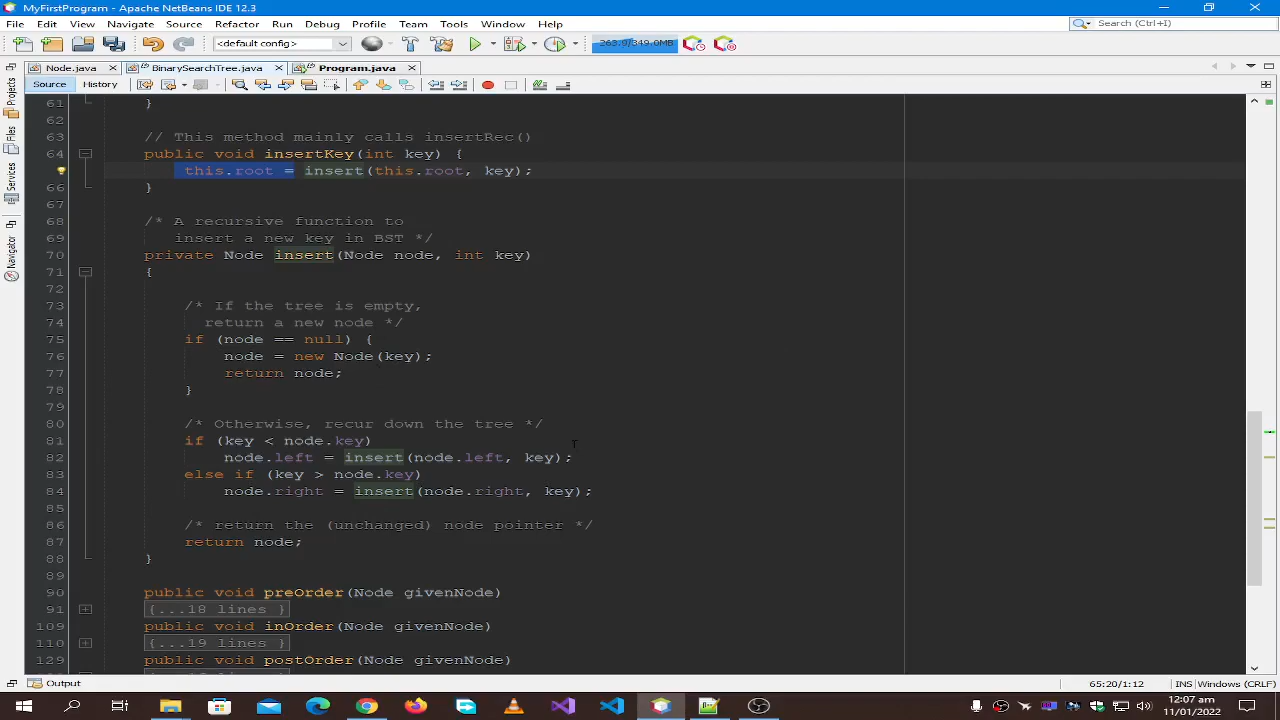 MyFirstProgram - Apache NetBeans IDE 12.3
File Edit View Navigate Source Refactor Run Debug Profile Team Tools Window Help
Search (Ctrl+I)
<default config>
263.0/349.0MB
Node.java BinarySearchTree.java Program.java
Source History
Projects
Files
Services
Navigator
61 }
62
63 // This method mainly calls insertRec()
64 public void insertKey(int key) {
this.root = insert(this.root, key);
66 }
67
68 /* A recursive function to
69 insert a new key in BST */
70 private Node insert(Node node, int key)
71 {
72
73 /* If the tree is empty,
74 return a new node */
75 if (node == null) {
76 node = new Node(key);
77 return node;
78 }
79
80 /* Otherwise, recur down the tree */
81 if (key < node.key)
82 node.left = insert(node.left, key);
83 else if (key > node.key)
84 node.right = insert(node.right, key);
85
86 /* return the (unchanged) node pointer */
87 return node;
88 }
89
90 public void preOrder(Node givenNode)
91 {...18 lines }
109 public void inOrder(Node givenNode)
110 {...19 lines }
129 public void postOrder(Node givenNode)
Output
65:20/1:12 INS Windows (CRLF)
12:07 pm
11/01/2022